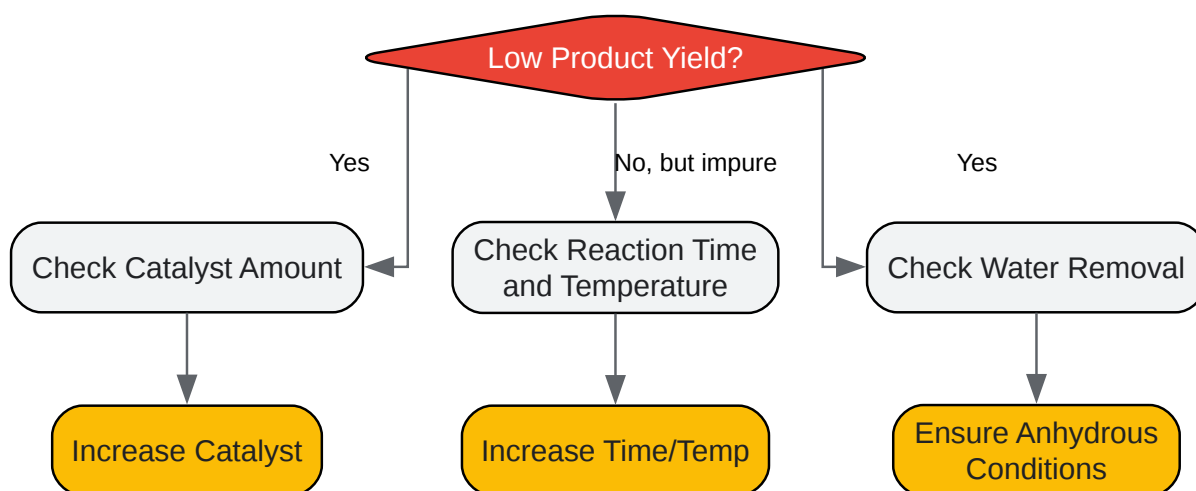 Low Product Yield?
Yes
No, but impure
Yes
Check Catalyst Amount
Check Reaction Time
and Temperature
Check Water Removal
Increase Catalyst
Increase Time/Temp
Ensure Anhydrous
Conditions